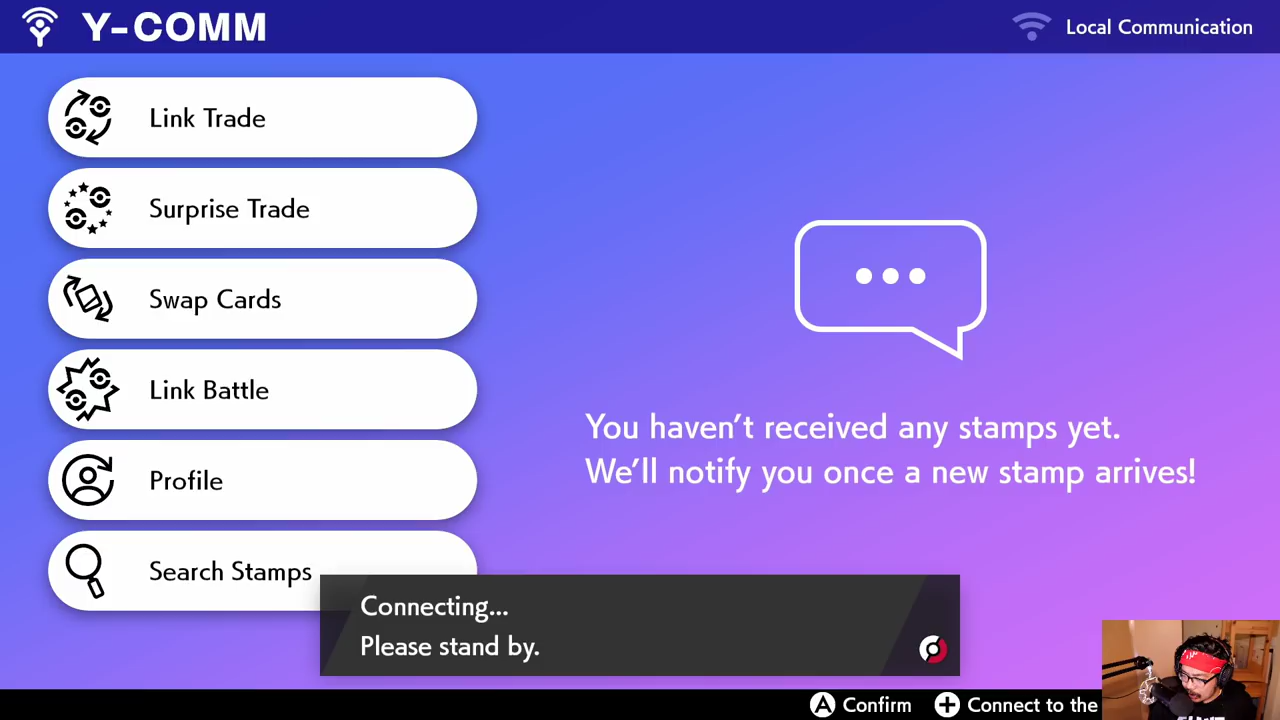 Y-COMM
Local Communication
Link Trade
Surprise Trade
Swap Cards
Link Battle
Profile
Search Stamps
You haven't received any stamps yet.
We'll notify you once a new stamp arrives!
Connecting...
Please stand by.
Confirm
Connect to the